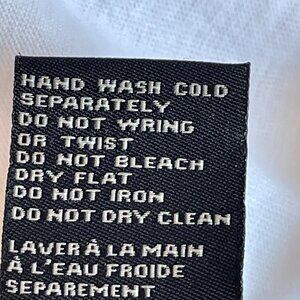 HAND WASH COLD
SEPARATELY
DO NOT WRING
OR TWIST
DO NOT BLEACH
DRY FLAT
DO NOT IRON
DO NOT DRY CLEAN
LAVER À LA MAIN
À L'EAU FROIDE
SEPAREMENT